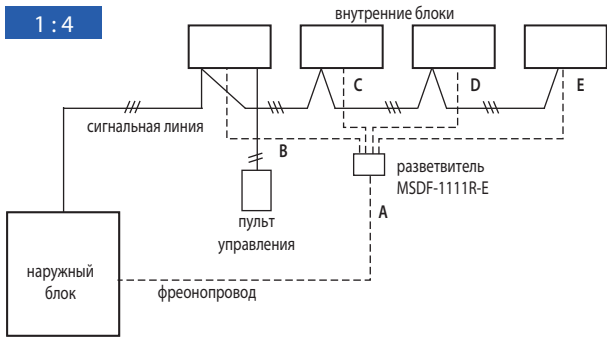 1 : 4
внутренние блоки
C
D
E
сигнальная линия
B
разветвитель
MSDF-1111R-E
A
пульт
управления
наружный
блок
фреонопровод